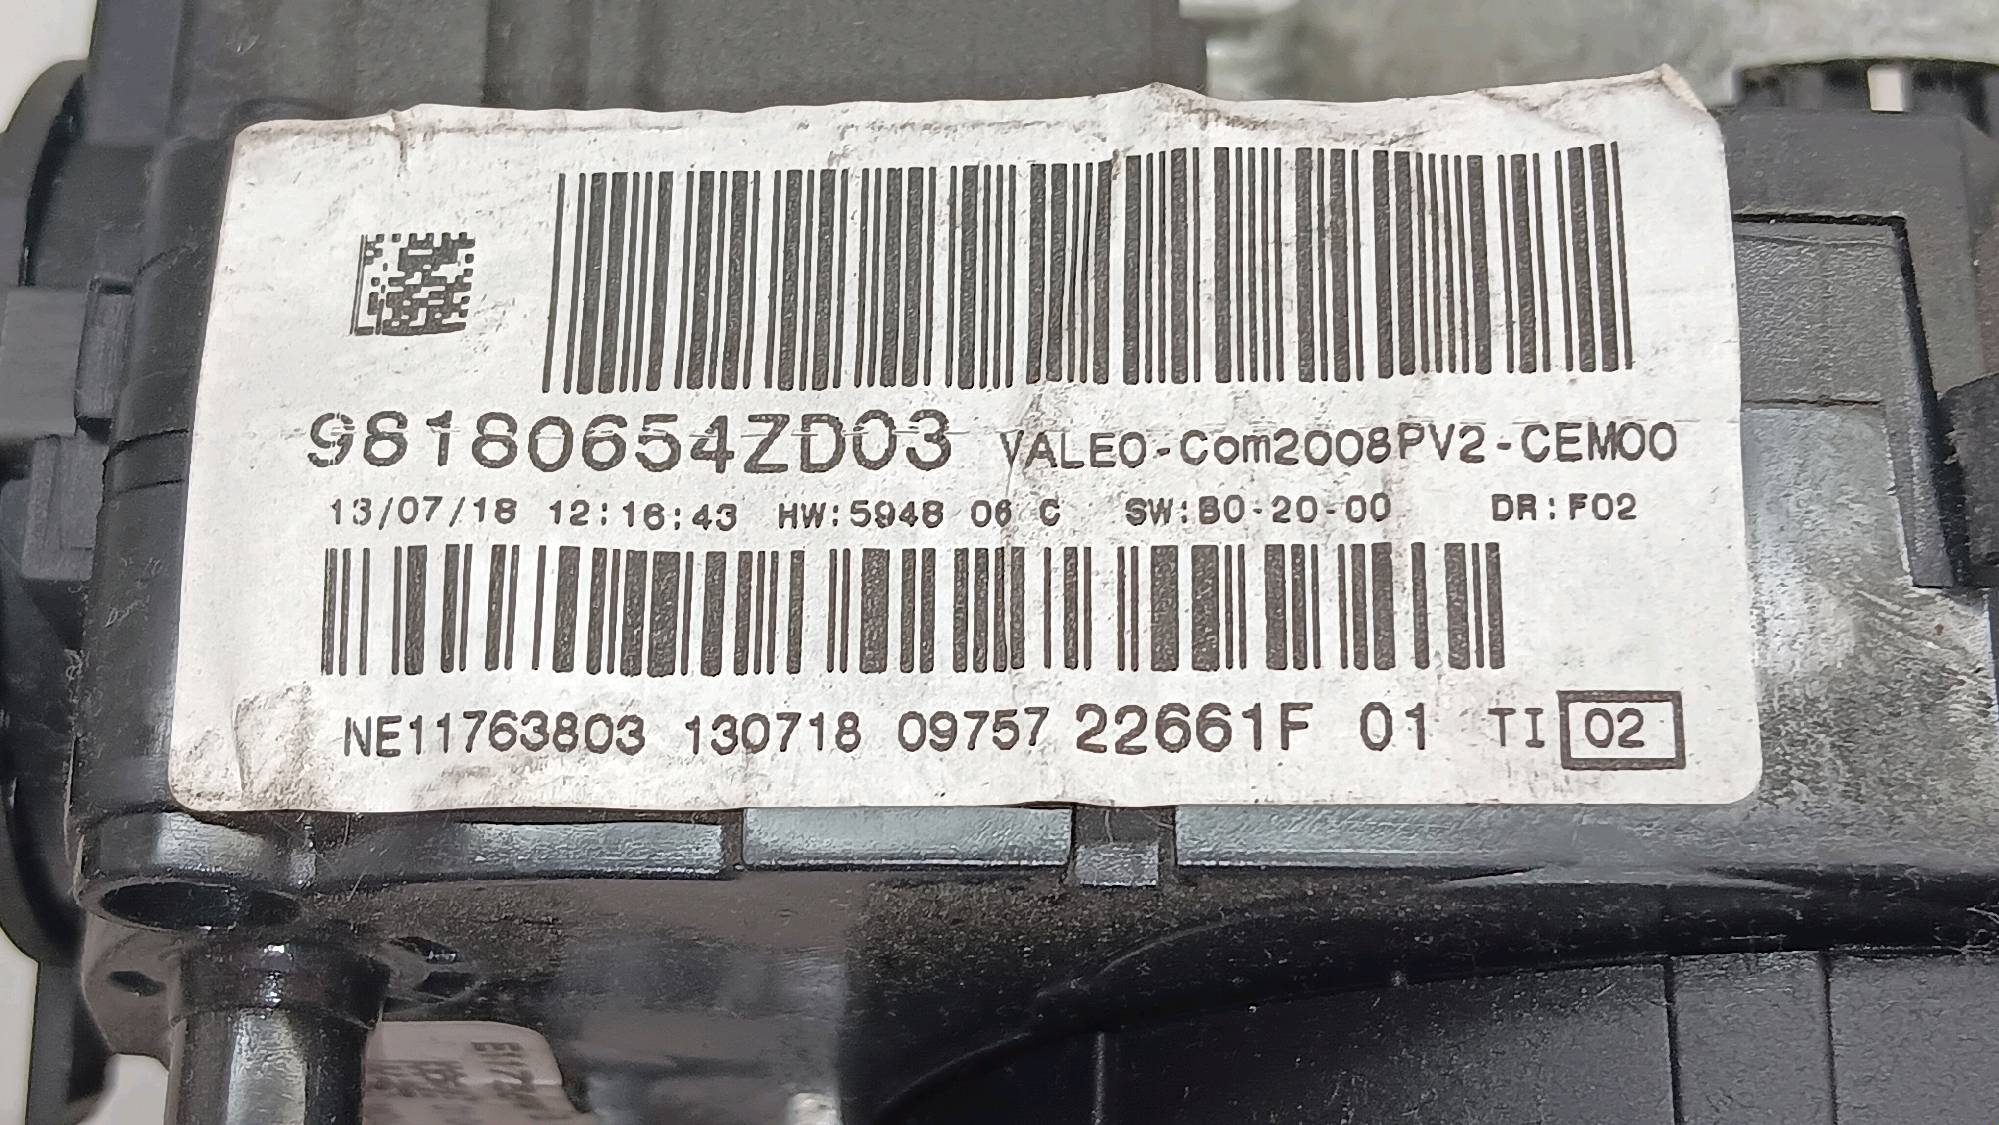 98180654ZD03 VALEO-Com2008PV2-CEM00
13/07/18 12:16:43 HW:5948 06 C SW:80-20-00 DR:F02
NE11763803 130718 09757 22661F 01 TI 02